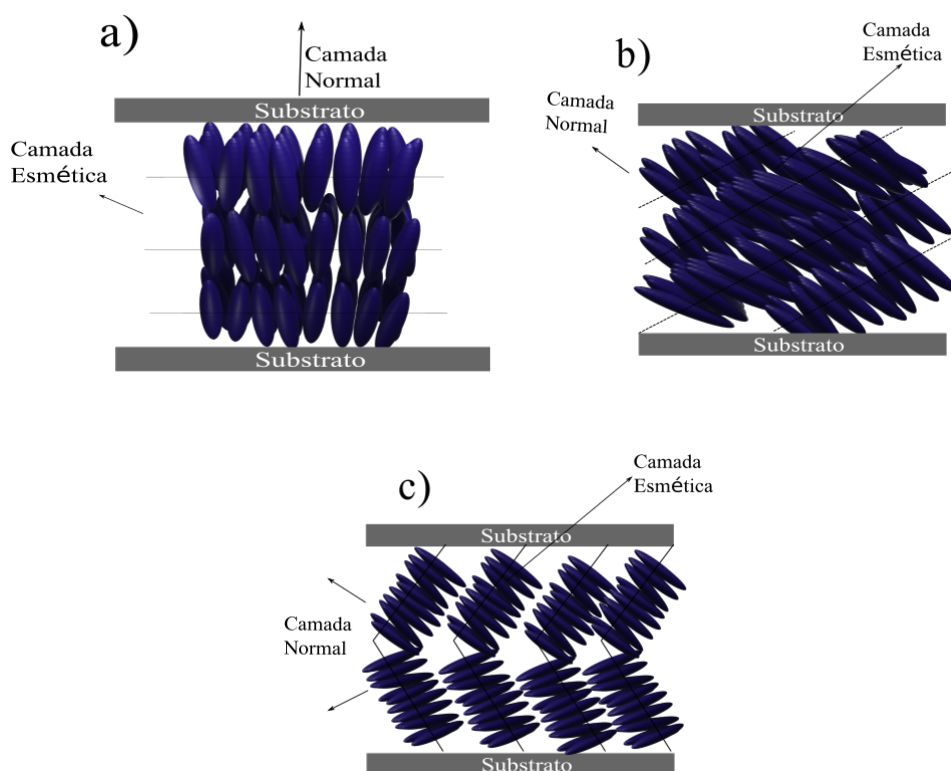 a)
Camada
Normal
Substrato
Camada
Esmética
Substrato
b)
Camada
Esmética
Camada
Normal
Substrato
Substrato
c)
Camada
Esmética
Substrato
Camada
Normal
Substrato